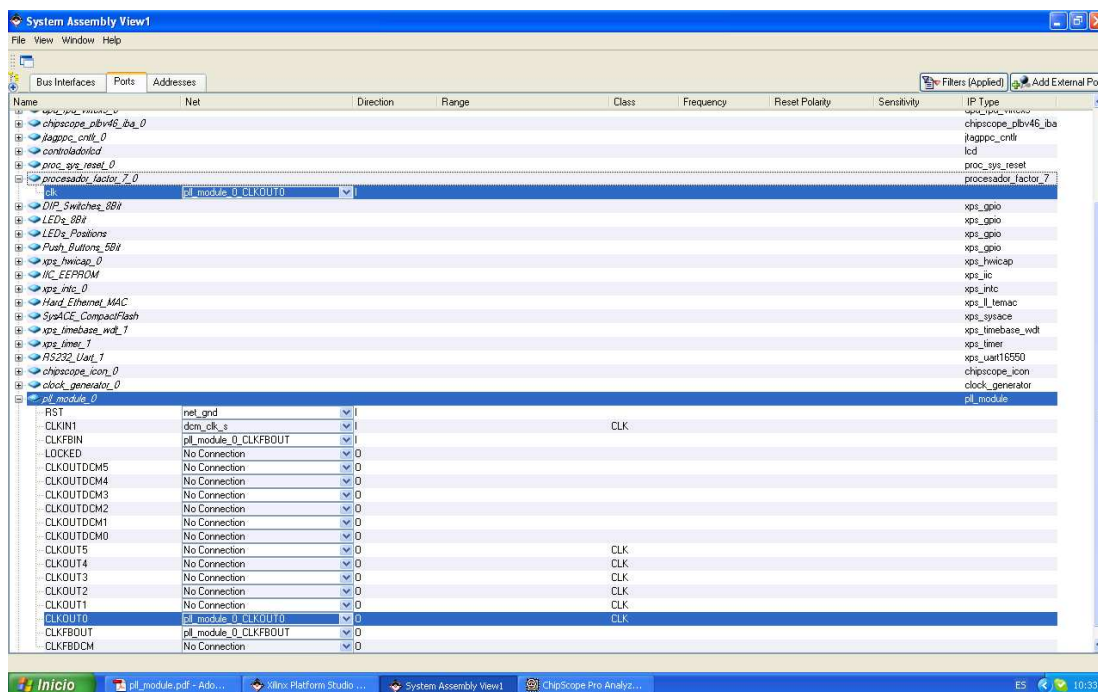 System Assembly View1
File View Window Help
Bus Interfaces Ports Addresses Filters (Applied) Add External Po
Name Net Direction Range Class Frequency Reset Polarity Sensitivity IP Type
chipscope_plbv46_iba_0 chipscope_plbv46_iba
jtagppc_cntlr_0 jtagppc_cntlr
controladorlcd lcd
proc_sys_reset_0 proc_sys_reset
procesador_factor_7_0 procesador_factor_7
clk pll_module_0_CLKOUT0 I
DIP_Switches_8Bit xps_gpio
LEDs_8Bit xps_gpio
LEDs_Positions xps_gpio
Push_Buttons_5Bit xps_gpio
xps_hwicap_0 xps_hwicap
IIC_EEPROM xps_iic
xps_intc_0 xps_intc
Hard_Ethernet_MAC xps_ll_temac
SysACE_CompactFlash xps_sysace
xps_timebase_wdt_1 xps_timebase_wdt
xps_timer_1 xps_timer
RS232_Uart_1 xps_uart16550
chipscope_icon_0 chipscope_icon
clock_generator_0 clock_generator
pll_module_0 pll_module
RST net_gnd I
CLKIN1 dcm_clk_s I CLK
CLKFBIN pll_module_0_CLKFBOUT I
LOCKED No Connection O
CLKOUTDCM5 No Connection O
CLKOUTDCM4 No Connection O
CLKOUTDCM3 No Connection O
CLKOUTDCM2 No Connection O
CLKOUTDCM1 No Connection O
CLKOUTDCM0 No Connection O
CLKOUT5 No Connection O CLK
CLKOUT4 No Connection O CLK
CLKOUT3 No Connection O CLK
CLKOUT2 No Connection O CLK
CLKOUT1 No Connection O CLK
CLKOUT0 pll_module_0_CLKOUT0 O CLK
CLKFBOUT pll_module_0_CLKFBOUT O
CLKFBDCM No Connection O
Inicio pll_module.pdf - Ado... Xilinx Platform Studio ... System Assembly View1 ChipScope Pro Analyz... ES 10:33